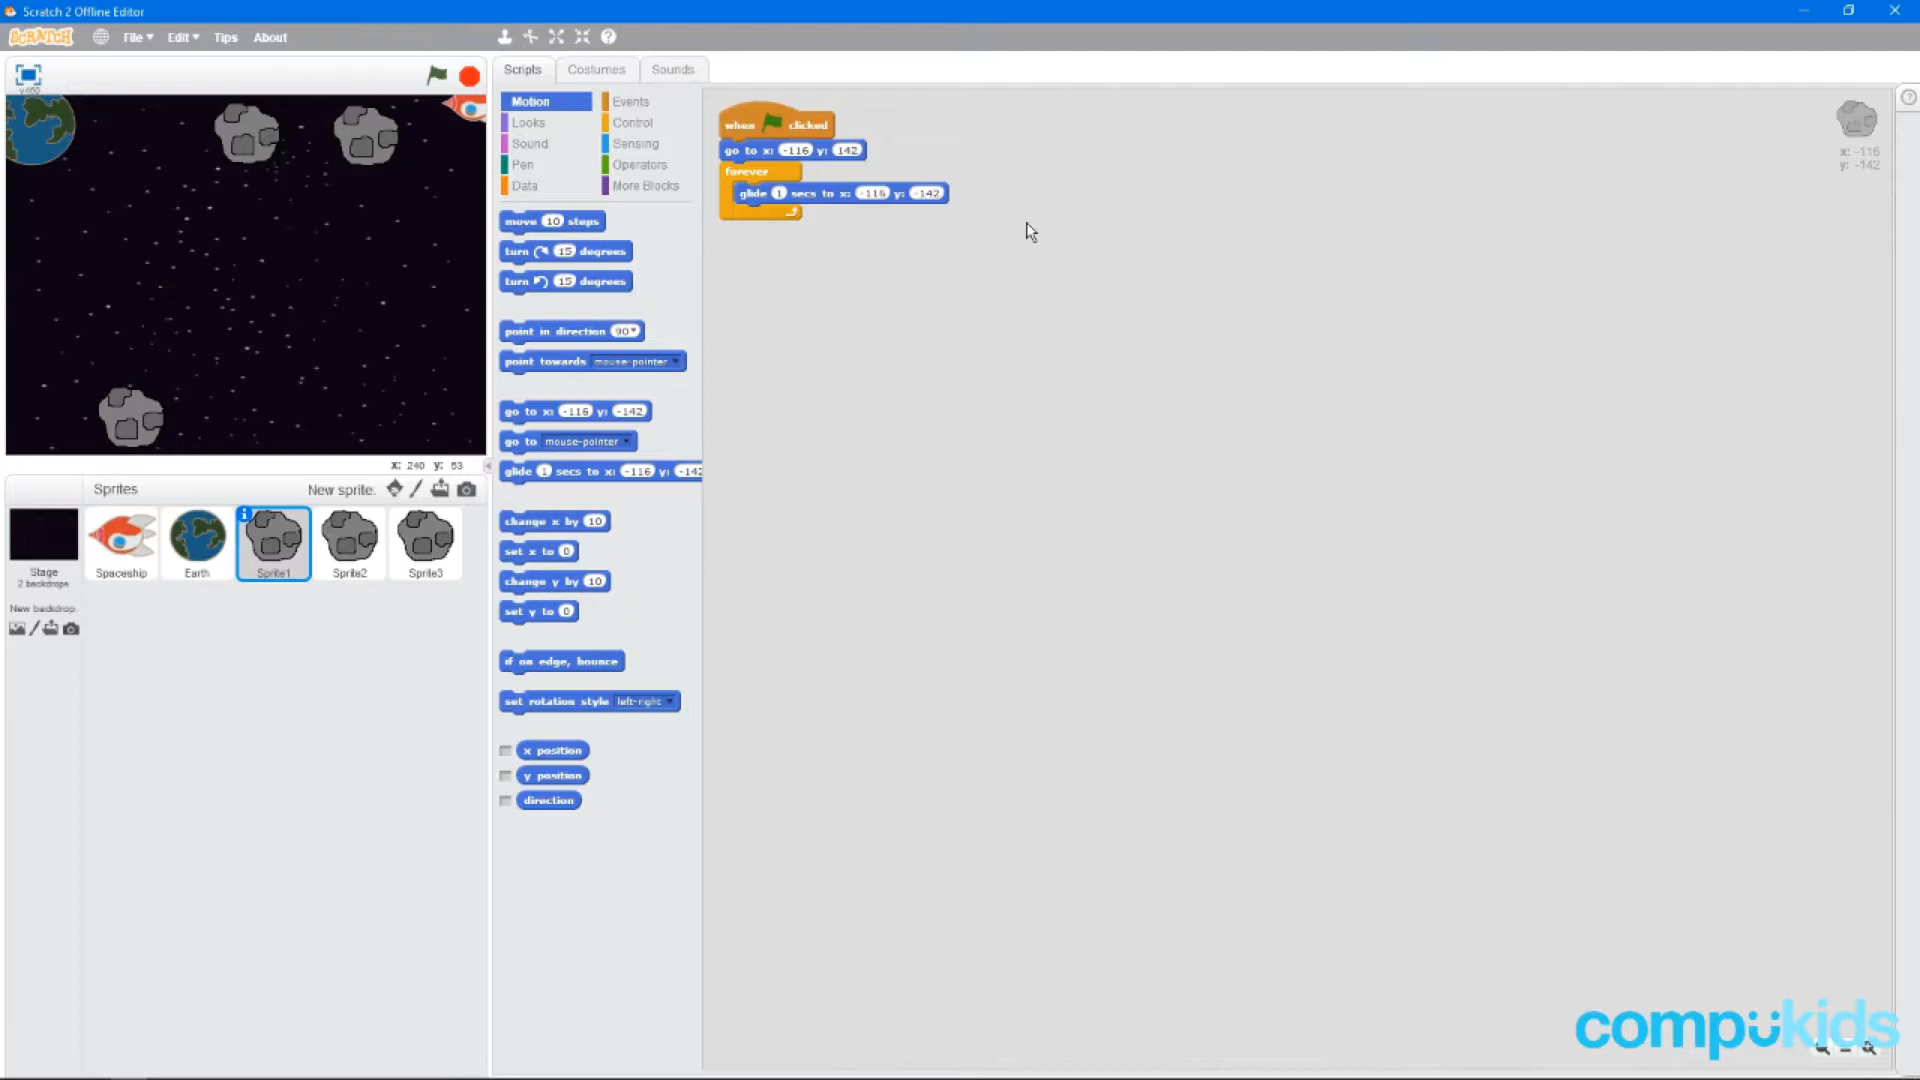 Scratch 2 Offline Editor
SCRATCH File Edit Tips About
v460
Scripts Costumes Sounds
Motion Events
Looks Control
Sound Sensing
Pen Operators
Data More Blocks
move 10 steps
turn 15 degrees
turn 15 degrees
point in direction 90
point towards mouse-pointer
go to x: -116 y: -142
go to mouse-pointer
glide 1 secs to x: -116 y: -142
change x by 10
set x to 0
change y by 10
set y to 0
if on edge, bounce
set rotation style left-right
x position
y position
direction
when clicked
go to x: -116 y: 142
forever
glide 1 secs to x: -116 y: -142
x: -116
y: -142
x: 240 y: 53
Sprites New sprite:
Stage
2 backdrops
New backdrop:
Spaceship Earth Sprite1 Sprite2 Sprite3
compukids